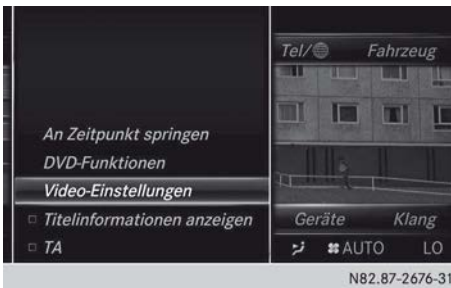 Tel/ Fahrzeug
An Zeitpunkt springen
DVD-Funktionen
Video-Einstellungen
Titelinformationen anzeigen
TA
Geräte Klang
AUTO LO
N82.87-2676-31